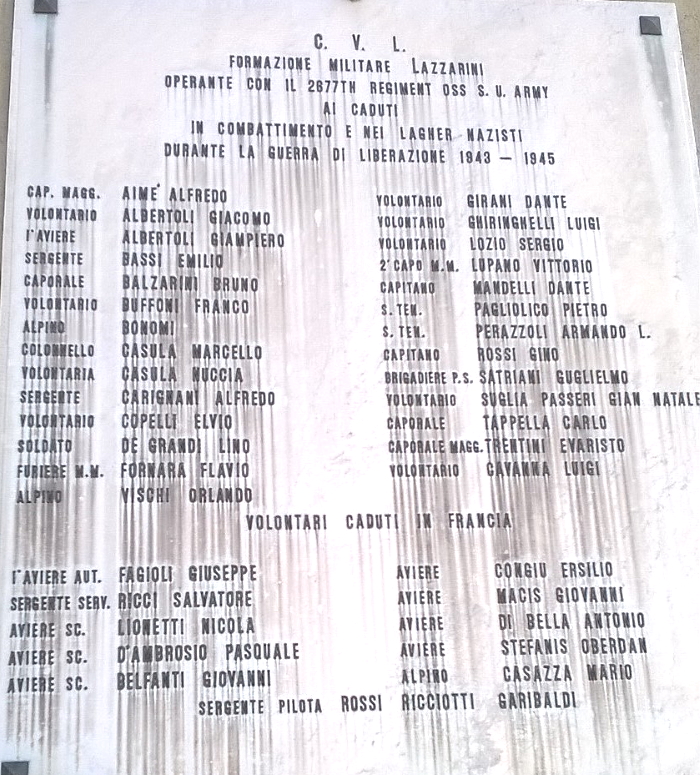 C. V. L.
FORMAZIONE MILITARE LAZZARINI
OPERANTE CON IL 2677TH REGIMENT OSS S. U. ARMY
AI CADUTI
IN COMBATTIMENTO E NEI LAGHER NAZISTI
DURANTE LA GUERRA DI LIBERAZIONE 1943 – 1945
CAP. MAGG. AIME' ALFREDO
VOLONTARIO ALBERTOLI GIACOMO
I'AVIERE ALBERTOLI GIAMPIERO
SERGENTE BASSI EMILIO
CAPORALE BALZARINI BRUNO
VOLONTARIO BUFFONI FRANCO
ALPINO BONOMI
COLONNELLO CASULA MARCELLO
VOLONTARIA CASULA NUCCIA
SERGENTE CARIGNANI ALFREDO
VOLONTARIO COPELLI ELVIO
SOLDATO DE GRANDI LINO
FURIERE M.M. FORNARA FLAVIO
ALPINO VISCHI ORLANDO
VOLONTARIO GIRANI DANTE
VOLONTARIO GHIRINGHELLI LUIGI
VOLONTARIO LOZIO SERGIO
2' CAPO M.M. LUPANO VITTORIO
CAPITANO MANDELLI DANTE
S. TEN. PAGLIOLICO PIETRO
S. TEN. PERAZZOLI ARMANDO L.
CAPITANO ROSSI GINO
BRIGADIERE P.S. SATRIANI GUGLIELMO
VOLONTARIO SUGLIA PASSERI GIAN NATALE
CAPORALE TAPPELLA CARLO
CAPORALE MAGG. TRENTINI EVARISTO
VOLONTARIO CAVANNA LUIGI
VOLONTARI CADUTI IN FRANCIA
I'AVIERE AUT. FAGIOLI GIUSEPPE
SERGENTE SERV. RICCI SALVATORE
AVIERE SC. LIONETTI NICOLA
AVIERE SC. D'AMBROSIO PASQUALE
AVIERE SC. BELFANTI GIOVANNI
AVIERE CONGIU ERSILIO
AVIERE MACIS GIOVANNI
AVIERE DI BELLA ANTONIO
AVIERE STEFANIS OBERDAN
ALPINO CASAZZA MARIO
SERGENTE PILOTA ROSSI RICCIOTTI GARIBALDI